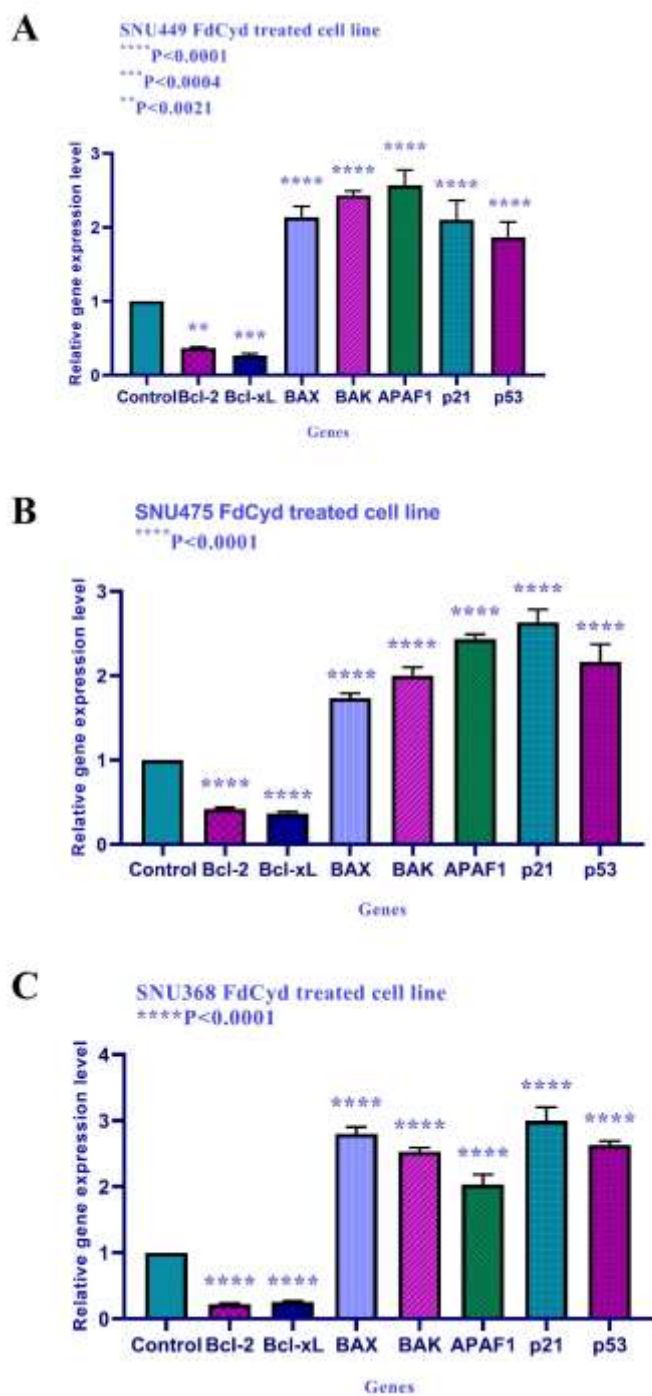 A
SNU449 FdCyd treated cell line
****P<0.0001
***P<0.0004
**P<0.0021
Relative gene expression level
3
2
1
0
** *** **** **** **** **** ****
Control Bcl-2 Bcl-xL BAX BAK APAF1 p21 p53
Genes
B
SNU475 FdCyd treated cell line
****P<0.0001
Relative gene expression level
3
2
1
0
**** **** **** **** **** **** ****
Control Bcl-2 Bcl-xL BAX BAK APAF1 p21 p53
Genes
C
SNU368 FdCyd treated cell line
****P<0.0001
Relative gene expression level
4
3
2
1
0
**** **** **** **** **** **** ****
Control Bcl-2 Bcl-xL BAX BAK APAF1 p21 p53
Genes